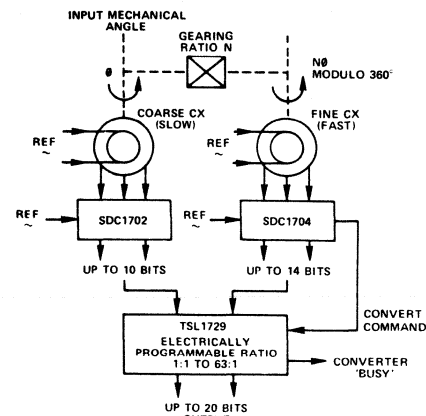 INPUT MECHANICAL
ANGLE
GEARING
RATIO N
θ
NØ
MODULO 360°
COARSE CX
(SLOW)
FINE CX
(FAST)
REF
~
REF
~
REF
~
SDC1702
REF
~
SDC1704
UP TO 10 BITS
UP TO 14 BITS
CONVERT
COMMAND
TSL1729
ELECTRICALLY
PROGRAMMABLE RATIO
1:1 TO 63:1
CONVERTER
'BUSY'
UP TO 20 BITS